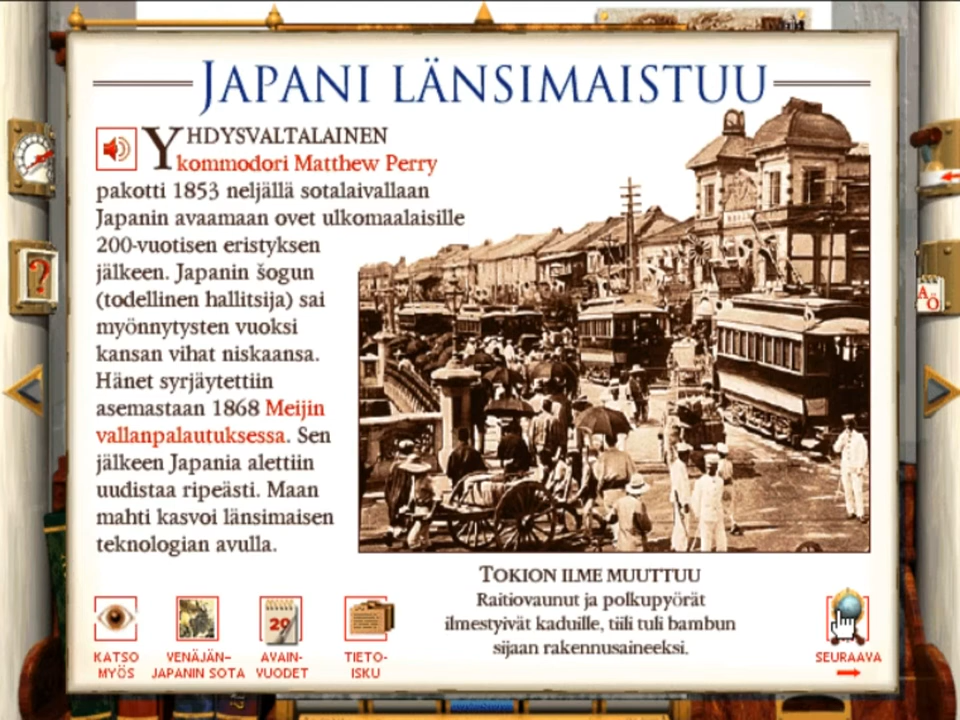 JAPANI LÄNSIMAISTUU
YHDYSVALTALAINEN
kommodori Matthew Perry
pakotti 1853 neljällä sotalaivallaan
Japanin avaamaan ovet ulkomaalaisille
200-vuotisen eristyksen
jälkeen. Japanin šogun
(todellinen hallitsija) sai
myönnytysten vuoksi
kansan vihat niskaansa.
Hänet syrjäytettiin
asemastaan 1868 Meijin
vallanpalautuksessa. Sen
jälkeen Japania alettiin
uudistaa ripeästi. Maan
mahti kasvoi länsimaisen
teknologian avulla.
TOKION ILME MUUTTUU
Raitiovaunut ja polkupyörät
ilmestyivät kaduille, tiili tuli bambun
sijaan rakennusaineeksi.
?
A
Ö
29
KATSO
MYÖS
VENÄJÄN-
JAPANIN SOTA
AVAIN-
VUODET
TIETO-
ISKU
SEURAAVA